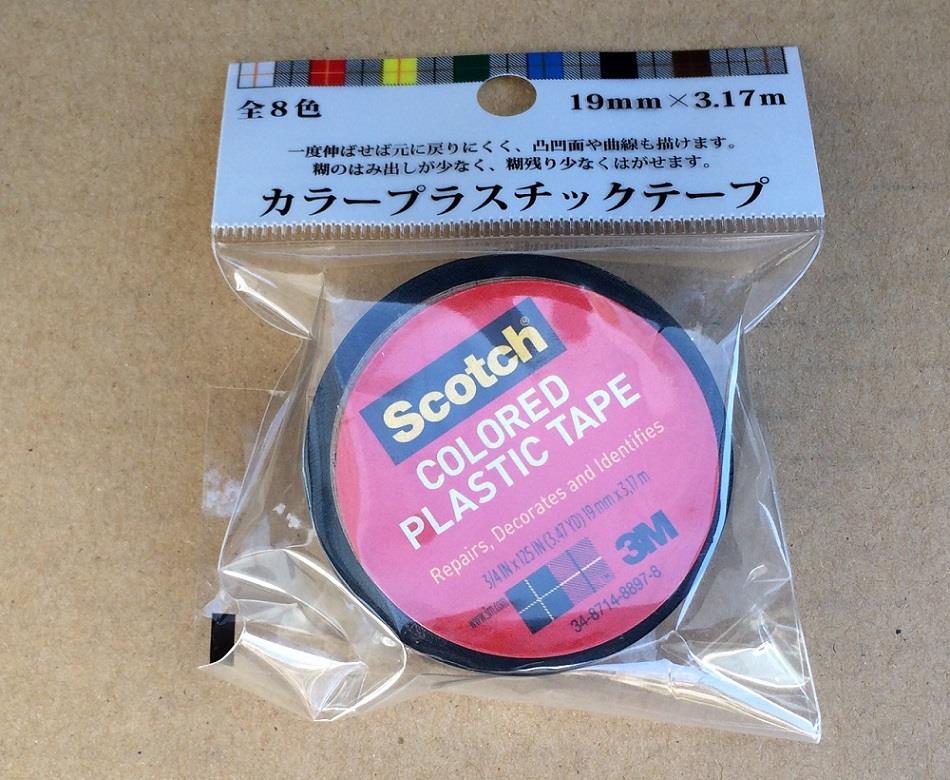 全8色
19mm×3.17m
一度伸ばせば元に戻りにくく、凸凹面や曲線も描けます。
糊のはみ出しが少なく、糊残り少なくはがせます。
カラープラスチックテープ
Scotch®
COLORED
PLASTIC TAPE
Repairs, Decorates and Identifies
3/4 IN x 125 IN (3.47 YD) 19 mm x 3,17 m
www.3m.com
3M
34-8714-8897-8